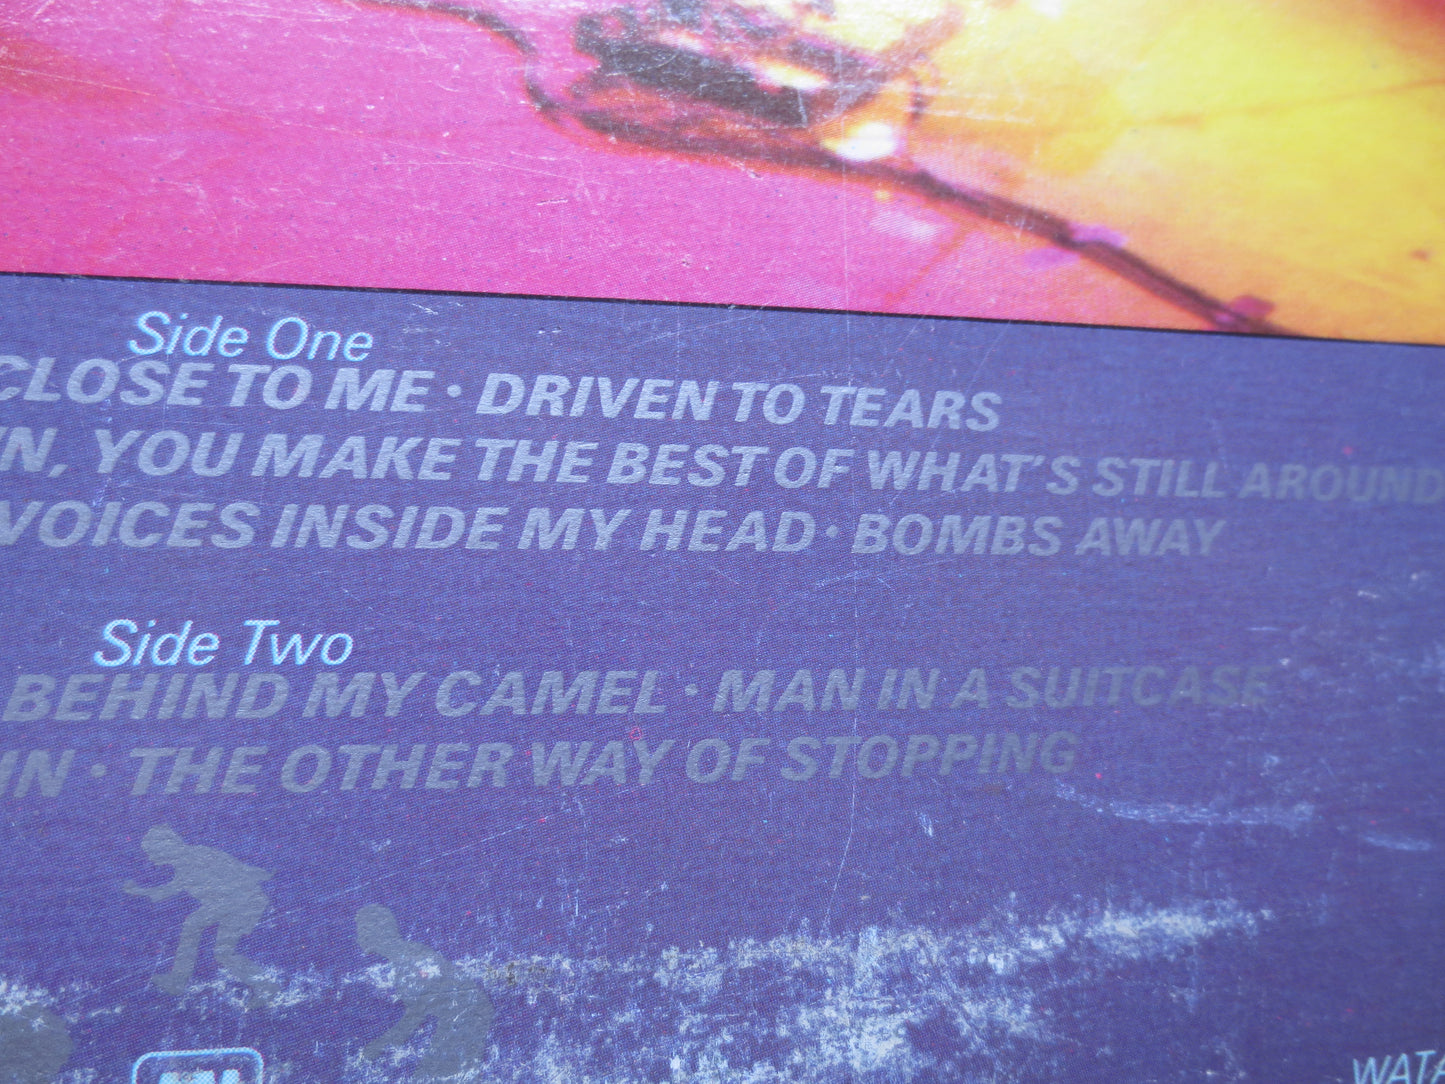 Side One
CLOSE TO ME · DRIVEN TO TEARS
N, YOU MAKE THE BEST OF WHAT'S STILL AROUND
VOICES INSIDE MY HEAD · BOMBS AWAY
Side Two
BEHIND MY CAMEL · MAN IN A SUITCASE
IN · THE OTHER WAY OF STOPPING
WATA